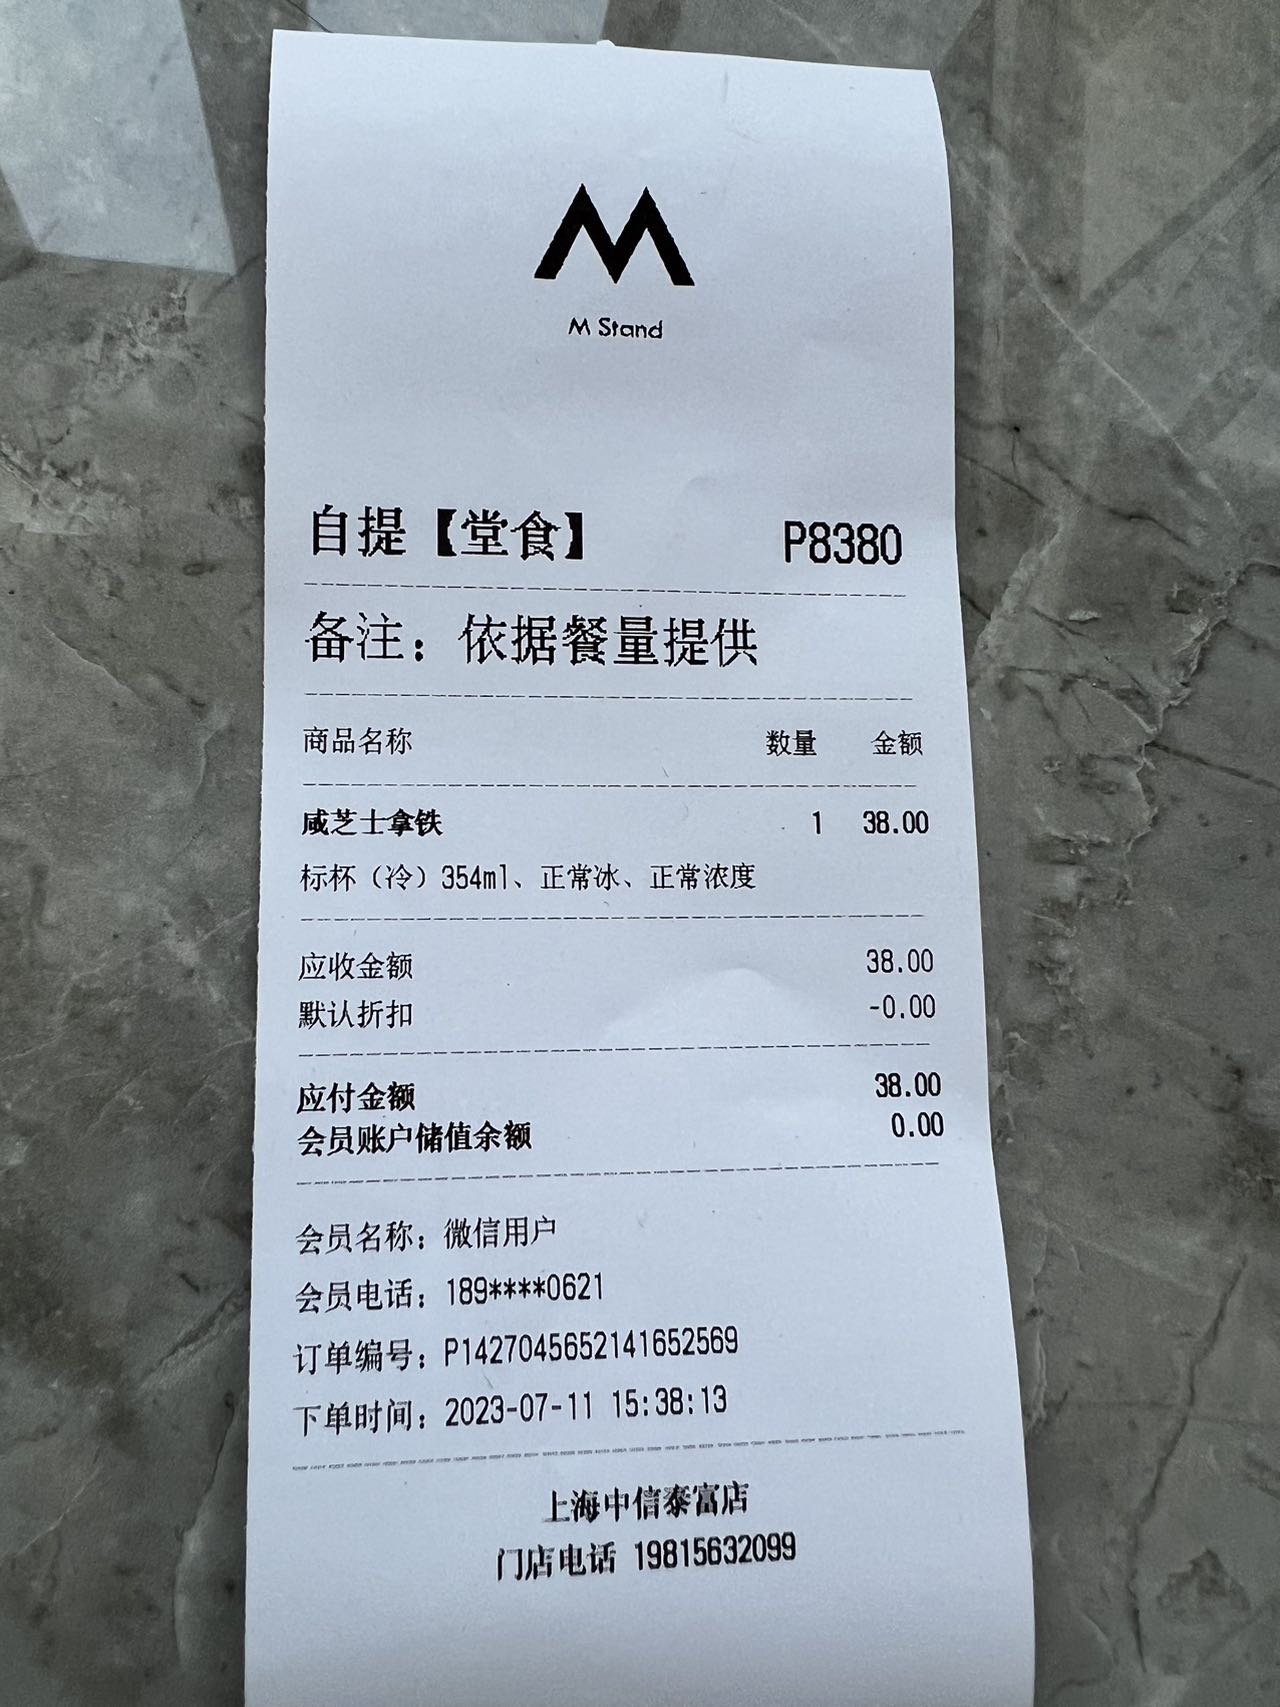 M Stand
自提【堂食】 P8380
备注：依据餐量提供
商品名称 数量 金额
咸芝士拿铁 1 38.00
标杯（冷）354ml、正常冰、正常浓度
应收金额 38.00
默认折扣 -0.00
应付金额 38.00
会员账户储值余额 0.00
会员名称：微信用户
会员电话：189****0621
订单编号：P1427045652141652569
下单时间：2023-07-11 15:38:13
上海中信泰富店
门店电话 19815632099